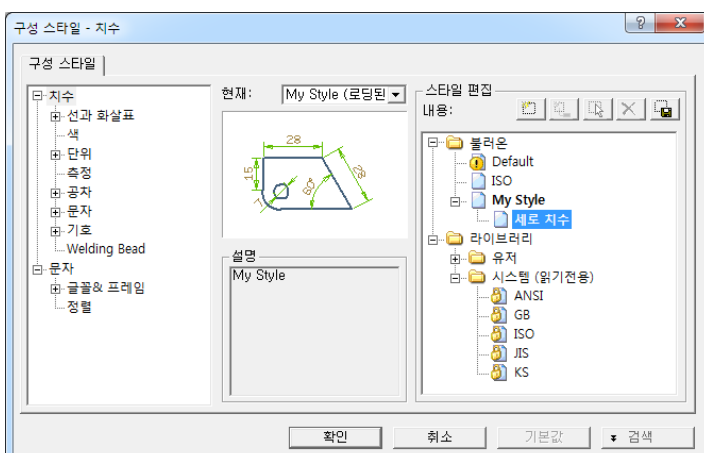 구성 스타일 - 치수
구성 스타일
치수
선과 화살표
색
단위
측정
공차
문자
기호
Welding Bead
문자
글꼴& 프레임
정렬
현재:
My Style (로딩된
28
15
28
60°
7
설명
My Style
스타일 편집
내용:
불러온
Default
ISO
My Style
세로 치수
라이브러리
유저
시스템 (읽기전용)
ANSI
GB
ISO
JIS
KS
확인
취소
기본값
검색